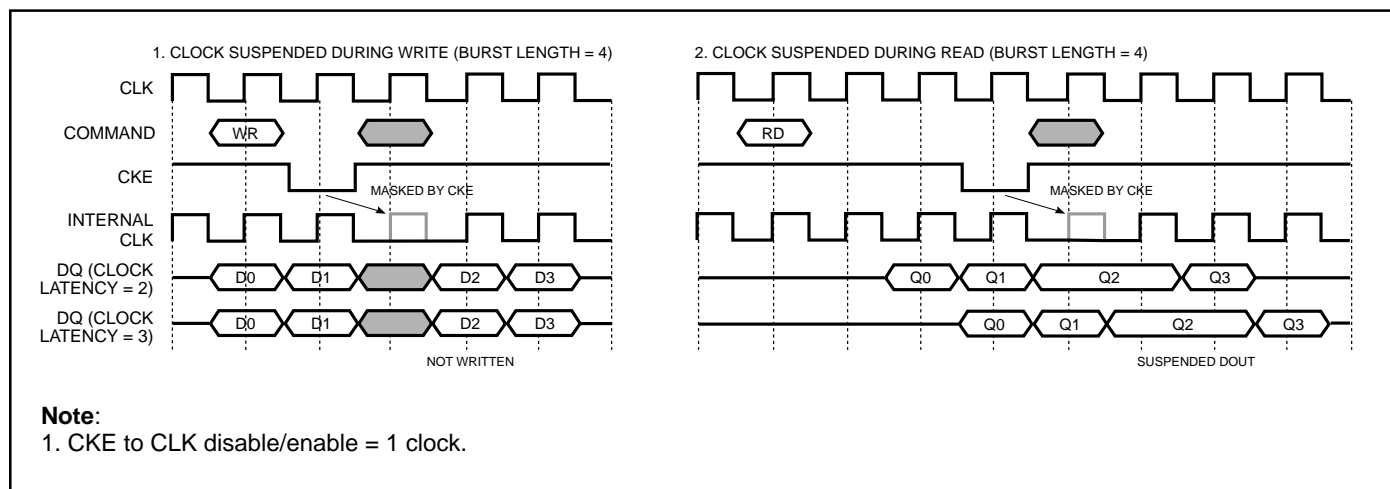 1. CLOCK SUSPENDED DURING WRITE (BURST LENGTH = 4)
CLK
COMMAND
WR
CKE
MASKED BY CKE
INTERNAL
CLK
DQ (CLOCK
LATENCY = 2)
D0 D1 D2 D3
DQ (CLOCK
LATENCY = 3)
D0 D1 D2 D3
NOT WRITTEN
2. CLOCK SUSPENDED DURING READ (BURST LENGTH = 4)
RD
MASKED BY CKE
Q0 Q1 Q2 Q3
Q0 Q1 Q2 Q3
SUSPENDED DOUT
Note:
1. CKE to CLK disable/enable = 1 clock.